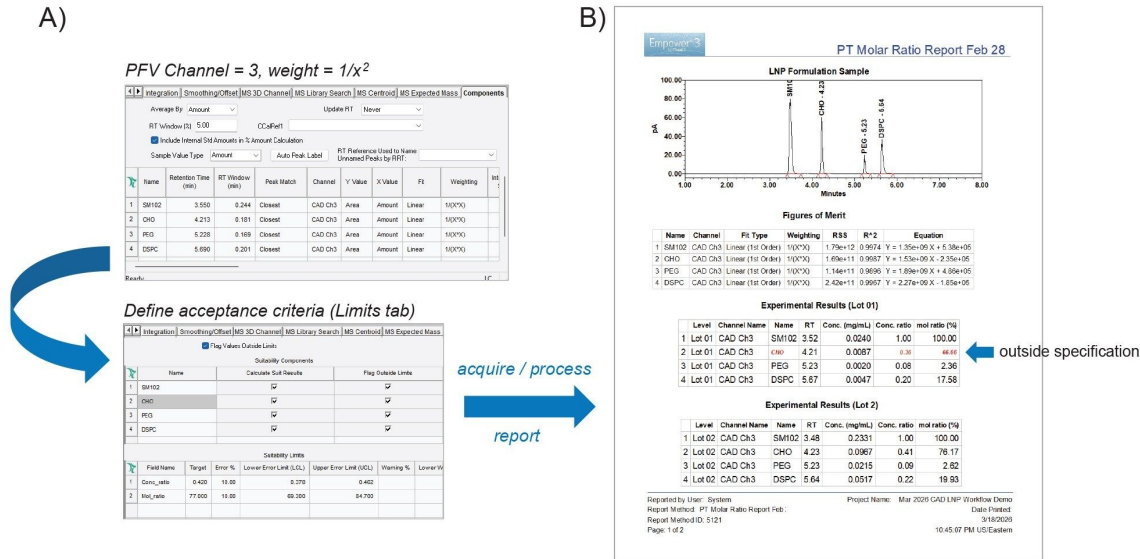 A)
B)
PFV Channel = 3, weight = 1/x²
Integration Smoothing/Offset MS 3D Channel MS Library Search MS Centroid MS Expected Mass Components
Average By Amount Update RT Never
RT Window (%) 5.00 CCalRef1
Include Internal Std Amounts in % Amount Calculation
Sample Value Type Amount Auto Peak Label RT Reference Used to Name Unnamed Peaks by RRT:
Name Retention Time (min) RT Window (min) Peak Match Channel Y Value X Value Fit Weighting
1 SM102 3.550 0.244 Closest CAD Ch3 Area Amount Linear 1/(X*X)
2 CHO 4.213 0.181 Closest CAD Ch3 Area Amount Linear 1/(X*X)
3 PEG 5.228 0.169 Closest CAD Ch3 Area Amount Linear 1/(X*X)
4 DSPC 5.690 0.201 Closest CAD Ch3 Area Amount Linear 1/(X*X)
Ready
Define acceptance criteria (Limits tab)
Integration Smoothing/Offset MS 3D Channel MS Library Search MS Centroid MS Expected Mass
Flag Values Outside Limits
Suitability Components
Name Calculate Suit Results Flag Outside Limits
1 SM102
2 CHO
3 PEG
4 DSPC
Suitability Limits
Field Name Target Error % Lower Error Limit (LCL) Upper Error Limit (UCL) Warning % Lower W
1 Conc_ratio 0.420 10.00 0.378 0.462
2 Mol_ratio 77.000 10.00 69.300 84.700
acquire / process
report
Empower 3
PT Molar Ratio Report Feb 28
LNP Formulation Sample
pA
100.00
80.00
60.00
40.00
20.00
0.00
SM10
CHO - 4.23
PEG - 5.23
DSPC - 5.64
1.00 2.00 3.00 4.00 5.00 6.00 7.00 8.00
Minutes
Figures of Merit
Name Channel Fit Type Weighting RSS R^2 Equation
1 SM102 CAD Ch3 Linear (1st Order) 1/(X*X) 1.79e+12 0.9974 Y = 1.35e+09 X + 5.38e+05
2 CHO CAD Ch3 Linear (1st Order) 1/(X*X) 1.69e+11 0.9987 Y = 1.53e+09 X - 2.35e+05
3 PEG CAD Ch3 Linear (1st Order) 1/(X*X) 1.14e+11 0.9896 Y = 1.89e+09 X + 4.86e+05
4 DSPC CAD Ch3 Linear (1st Order) 1/(X*X) 2.42e+11 0.9967 Y = 2.27e+09 X - 1.85e+05
Experimental Results (Lot 01)
Level Channel Name Name RT Conc. (mg/mL) Conc. ratio mol ratio (%)
1 Lot 01 CAD Ch3 SM102 3.52 0.0240 1.00 100.00
2 Lot 01 CAD Ch3 CHO 4.21 0.0087 0.36
3 Lot 01 CAD Ch3 PEG 5.23 0.0020 0.08 2.36
4 Lot 01 CAD Ch3 DSPC 5.67 0.0047 0.20 17.58
outside specification
Experimental Results (Lot 2)
Level Channel Name Name RT Conc. (mg/mL) Conc. ratio mol ratio (%)
1 Lot 02 CAD Ch3 SM102 3.48 0.2331 1.00 100.00
2 Lot 02 CAD Ch3 CHO 4.23 0.0967 0.41 76.17
3 Lot 02 CAD Ch3 PEG 5.23 0.0215 0.09 2.62
4 Lot 02 CAD Ch3 DSPC 5.64 0.0517 0.22 19.93
Reported by User: System
Project Name: Mar 2026 CAD LNP Workflow Demo
Report Method: PT Molar Ratio Report Feb
Date Printed:
Report Method ID: 5121
3/18/2026
Page: 1 of 2
10:45:07 PM US/Eastern